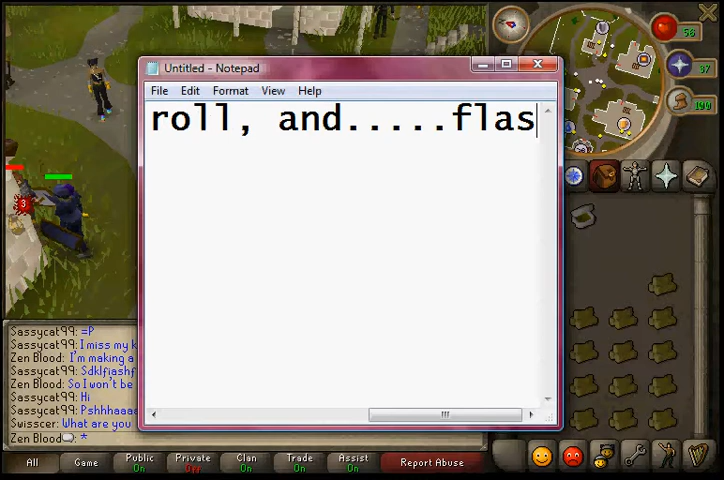 Untitled - Notepad
File Edit Format View Help
roll, and.....flas
56
37
100
3
Sassycat99: =P
Sassycat99: I miss my k
Zen Blood: I'm making a
Sassycat99: Sdklfjashf
Zen Blood: So I won't be
Sassycat99: Hi
Sassycat99: Pshhhaaa
Swisscer: What are you
Zen Blood: *
All Game Public On Private Off Clan On Trade On Assist On Report Abuse